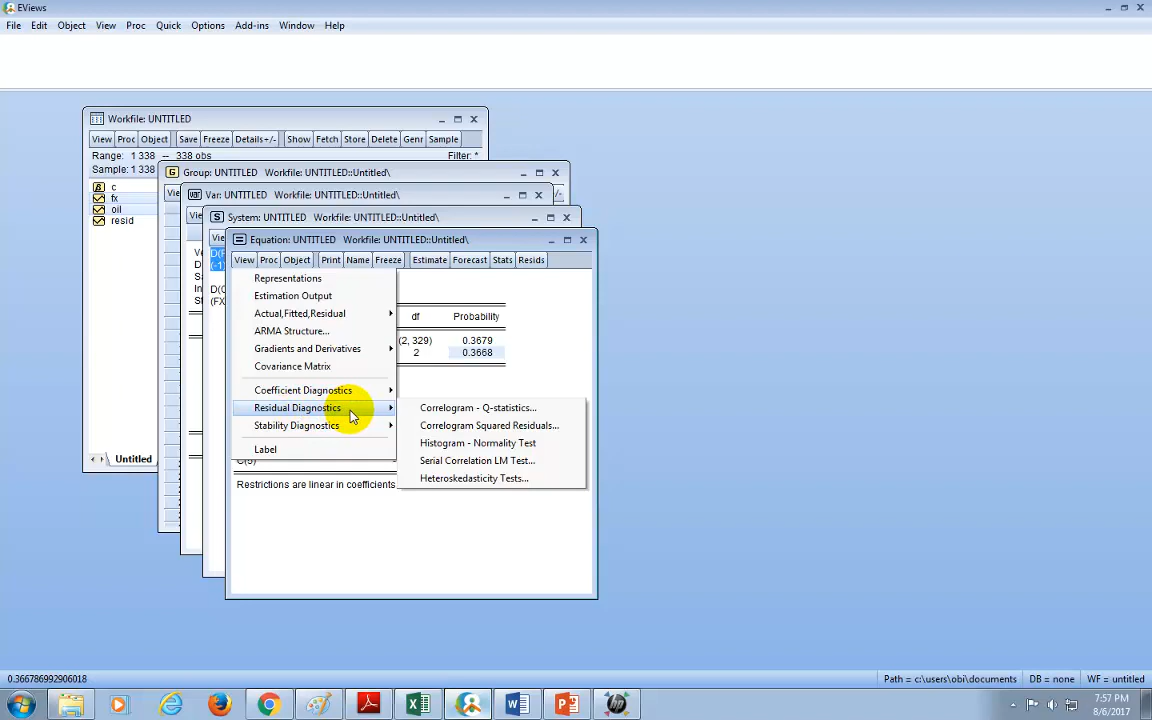 EViews
File Edit Object View Proc Quick Options Add-ins Window Help
Workfile: UNTITLED
View Proc Object Save Freeze Details+/- Show Fetch Store Delete Genr Sample
Range: 1 338 -- 338 obs Filter: *
Sample: 1 338
c
fx
oil
resid
Untitled
Group: UNTITLED Workfile: UNTITLED::Untitled\
Var: UNTITLED Workfile: UNTITLED::Untitled\
System: UNTITLED Workfile: UNTITLED::Untitled\
Equation: UNTITLED Workfile: UNTITLED::Untitled\
View Proc Object Print Name Freeze Estimate Forecast Stats Resids
Representations
Estimation Output
Actual,Fitted,Residual
ARMA Structure...
Gradients and Derivatives
Covariance Matrix
Coefficient Diagnostics
Residual Diagnostics
Stability Diagnostics
Label
df Probability
(2, 329) 0.3679
2 0.3668
Correlogram - Q-statistics...
Correlogram Squared Residuals...
Histogram - Normality Test
Serial Correlation LM Test...
Heteroskedasticity Tests...
C(5)
Restrictions are linear in coefficients
0.366786992906018 Path = c:\users\obi\documents DB = none WF = untitled
7:57 PM
8/6/2017